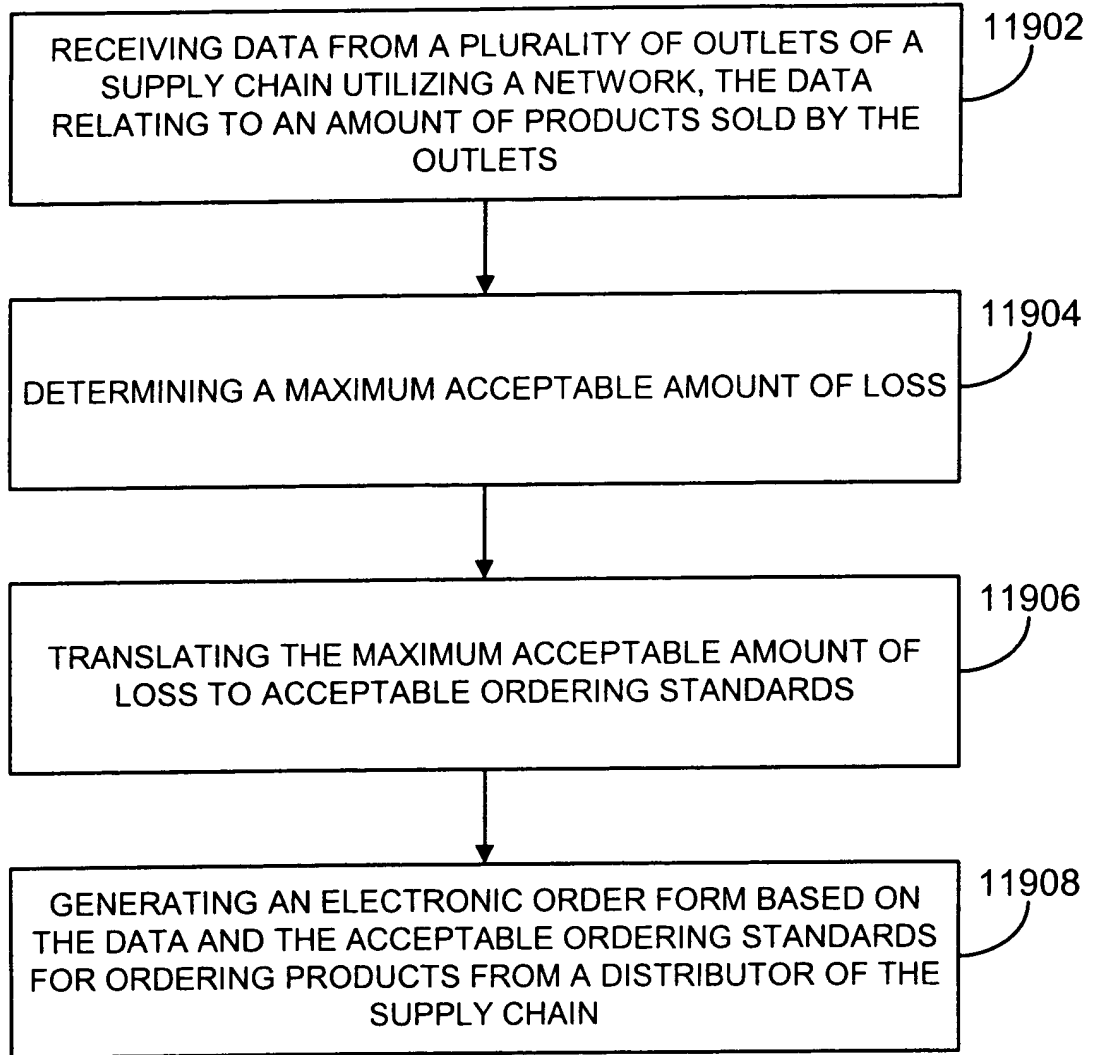 RECEIVING DATA FROM A PLURALITY OF OUTLETS OF A
SUPPLY CHAIN UTILIZING A NETWORK, THE DATA
RELATING TO AN AMOUNT OF PRODUCTS SOLD BY THE
OUTLETS
11902
DETERMINING A MAXIMUM ACCEPTABLE AMOUNT OF LOSS
11904
TRANSLATING THE MAXIMUM ACCEPTABLE AMOUNT OF
LOSS TO ACCEPTABLE ORDERING STANDARDS
11906
GENERATING AN ELECTRONIC ORDER FORM BASED ON
THE DATA AND THE ACCEPTABLE ORDERING STANDARDS
FOR ORDERING PRODUCTS FROM A DISTRIBUTOR OF THE
SUPPLY CHAIN
11908